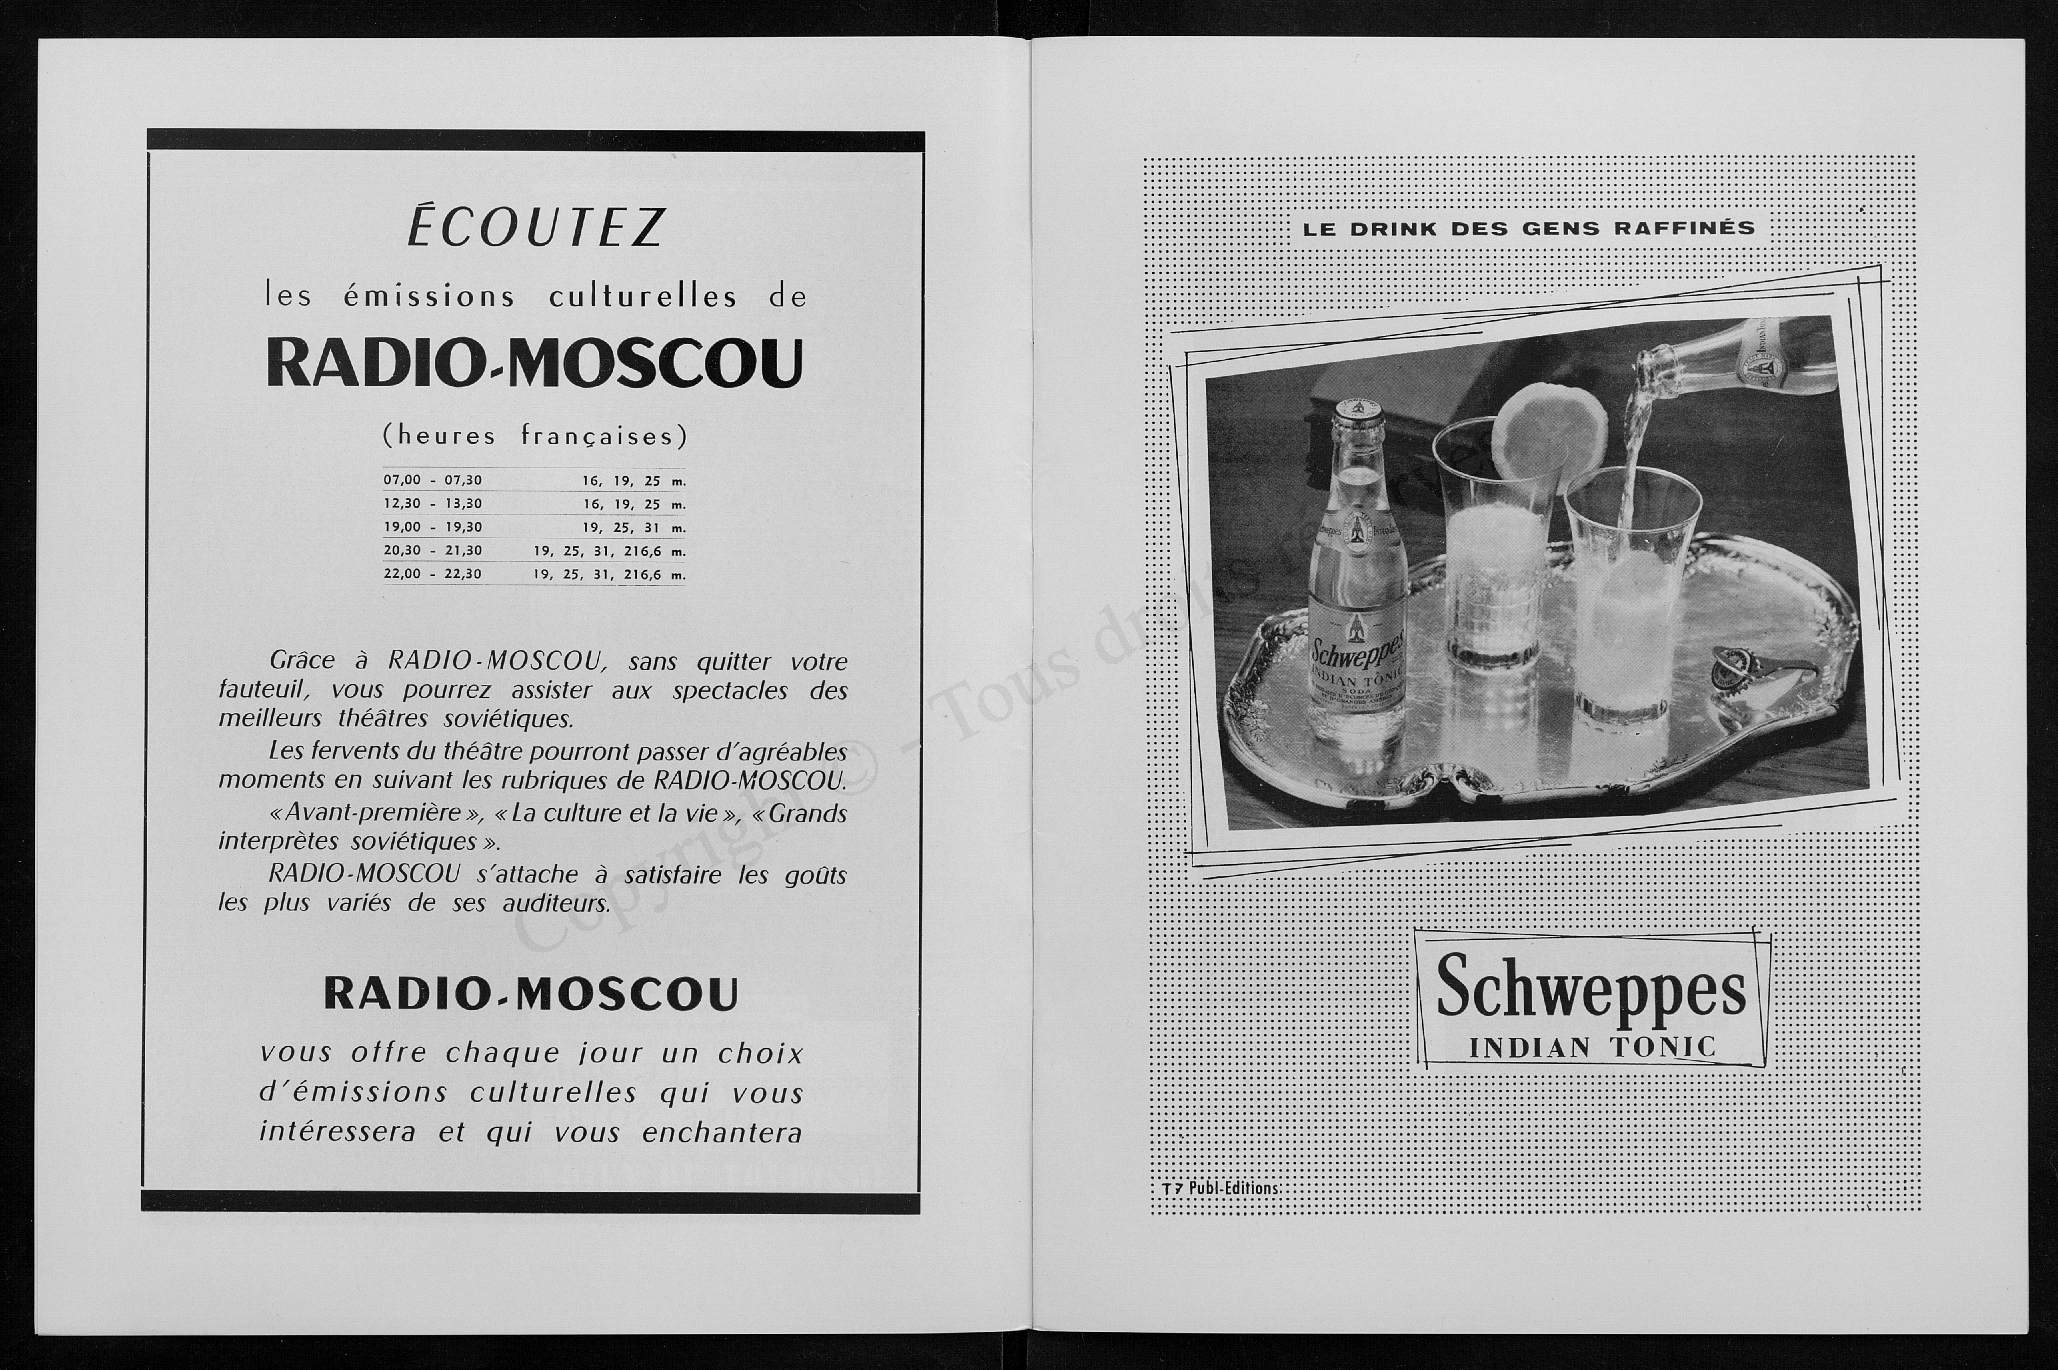 ÉCOUTEZ
les émissions culturelles de
RADIO-MOSCOU
(heures françaises)
07,00 - 07,30 16, 19, 25 m.
12,30 - 13,30 16, 19, 25 m.
19,00 - 19,30 19, 25, 31 m.
20,30 - 21,30 19, 25, 31, 216,6 m.
22,00 - 22,30 19, 25, 31, 216,6 m.
Grâce à RADIO-MOSCOU, sans quitter votre
fauteuil, vous pourrez assister aux spectacles des
meilleurs théâtres soviétiques.
Les fervents du théâtre pourront passer d'agréables
moments en suivant les rubriques de RADIO-MOSCOU.
« Avant-première », « La culture et la vie », « Grands
interprètes soviétiques ».
RADIO-MOSCOU s'attache à satisfaire les goûts
les plus variés de ses auditeurs.
RADIO-MOSCOU
vous offre chaque jour un choix
d'émissions culturelles qui vous
intéressera et qui vous enchantera
Copyright © - Tous droits réservés
LE DRINK DES GENS RAFFINÉS
Schweppes
INDIAN TONIC
SODA
Schweppes
INDIAN TONIC
T 7 Publ-Editions